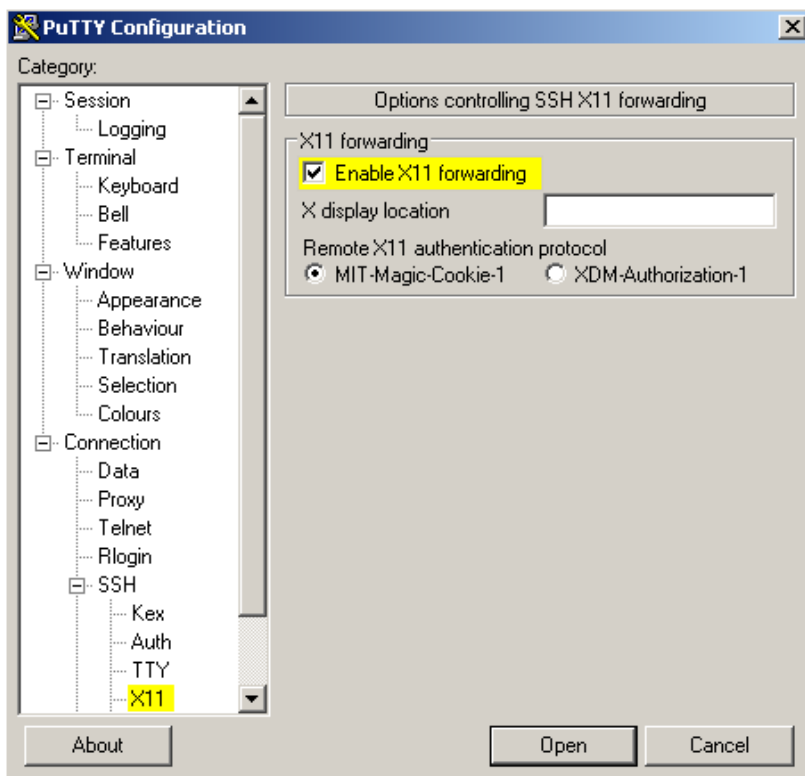 PuTTY Configuration
Category:
Session
Logging
Terminal
Keyboard
Bell
Features
Window
Appearance
Behaviour
Translation
Selection
Colours
Connection
Data
Proxy
Telnet
Rlogin
SSH
Kex
Auth
TTY
X11
Options controlling SSH X11 forwarding
X11 forwarding
Enable X11 forwarding
X display location
Remote X11 authentication protocol
MIT-Magic-Cookie-1 XDM-Authorization-1
About Open Cancel